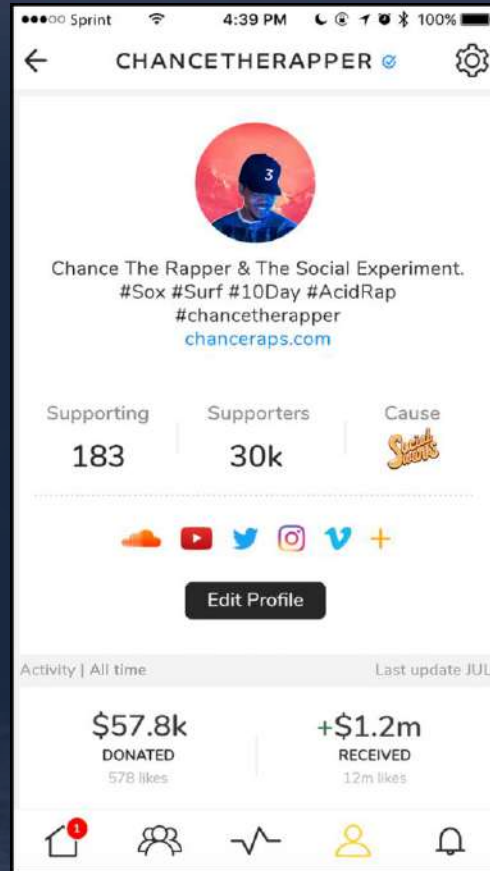 Sprint 4:39 PM 100%
CHANCETHERAPPER
3
Chance The Rapper & The Social Experiment.
#Sox #Surf #10Day #AcidRap
#chancetherapper
chanceraps.com
Supporting Supporters Cause
183 30k Social Works
Edit Profile
Activity | All time Last update JUL
$57.8k +$1.2m
DONATED RECEIVED
578 likes 12m likes
1